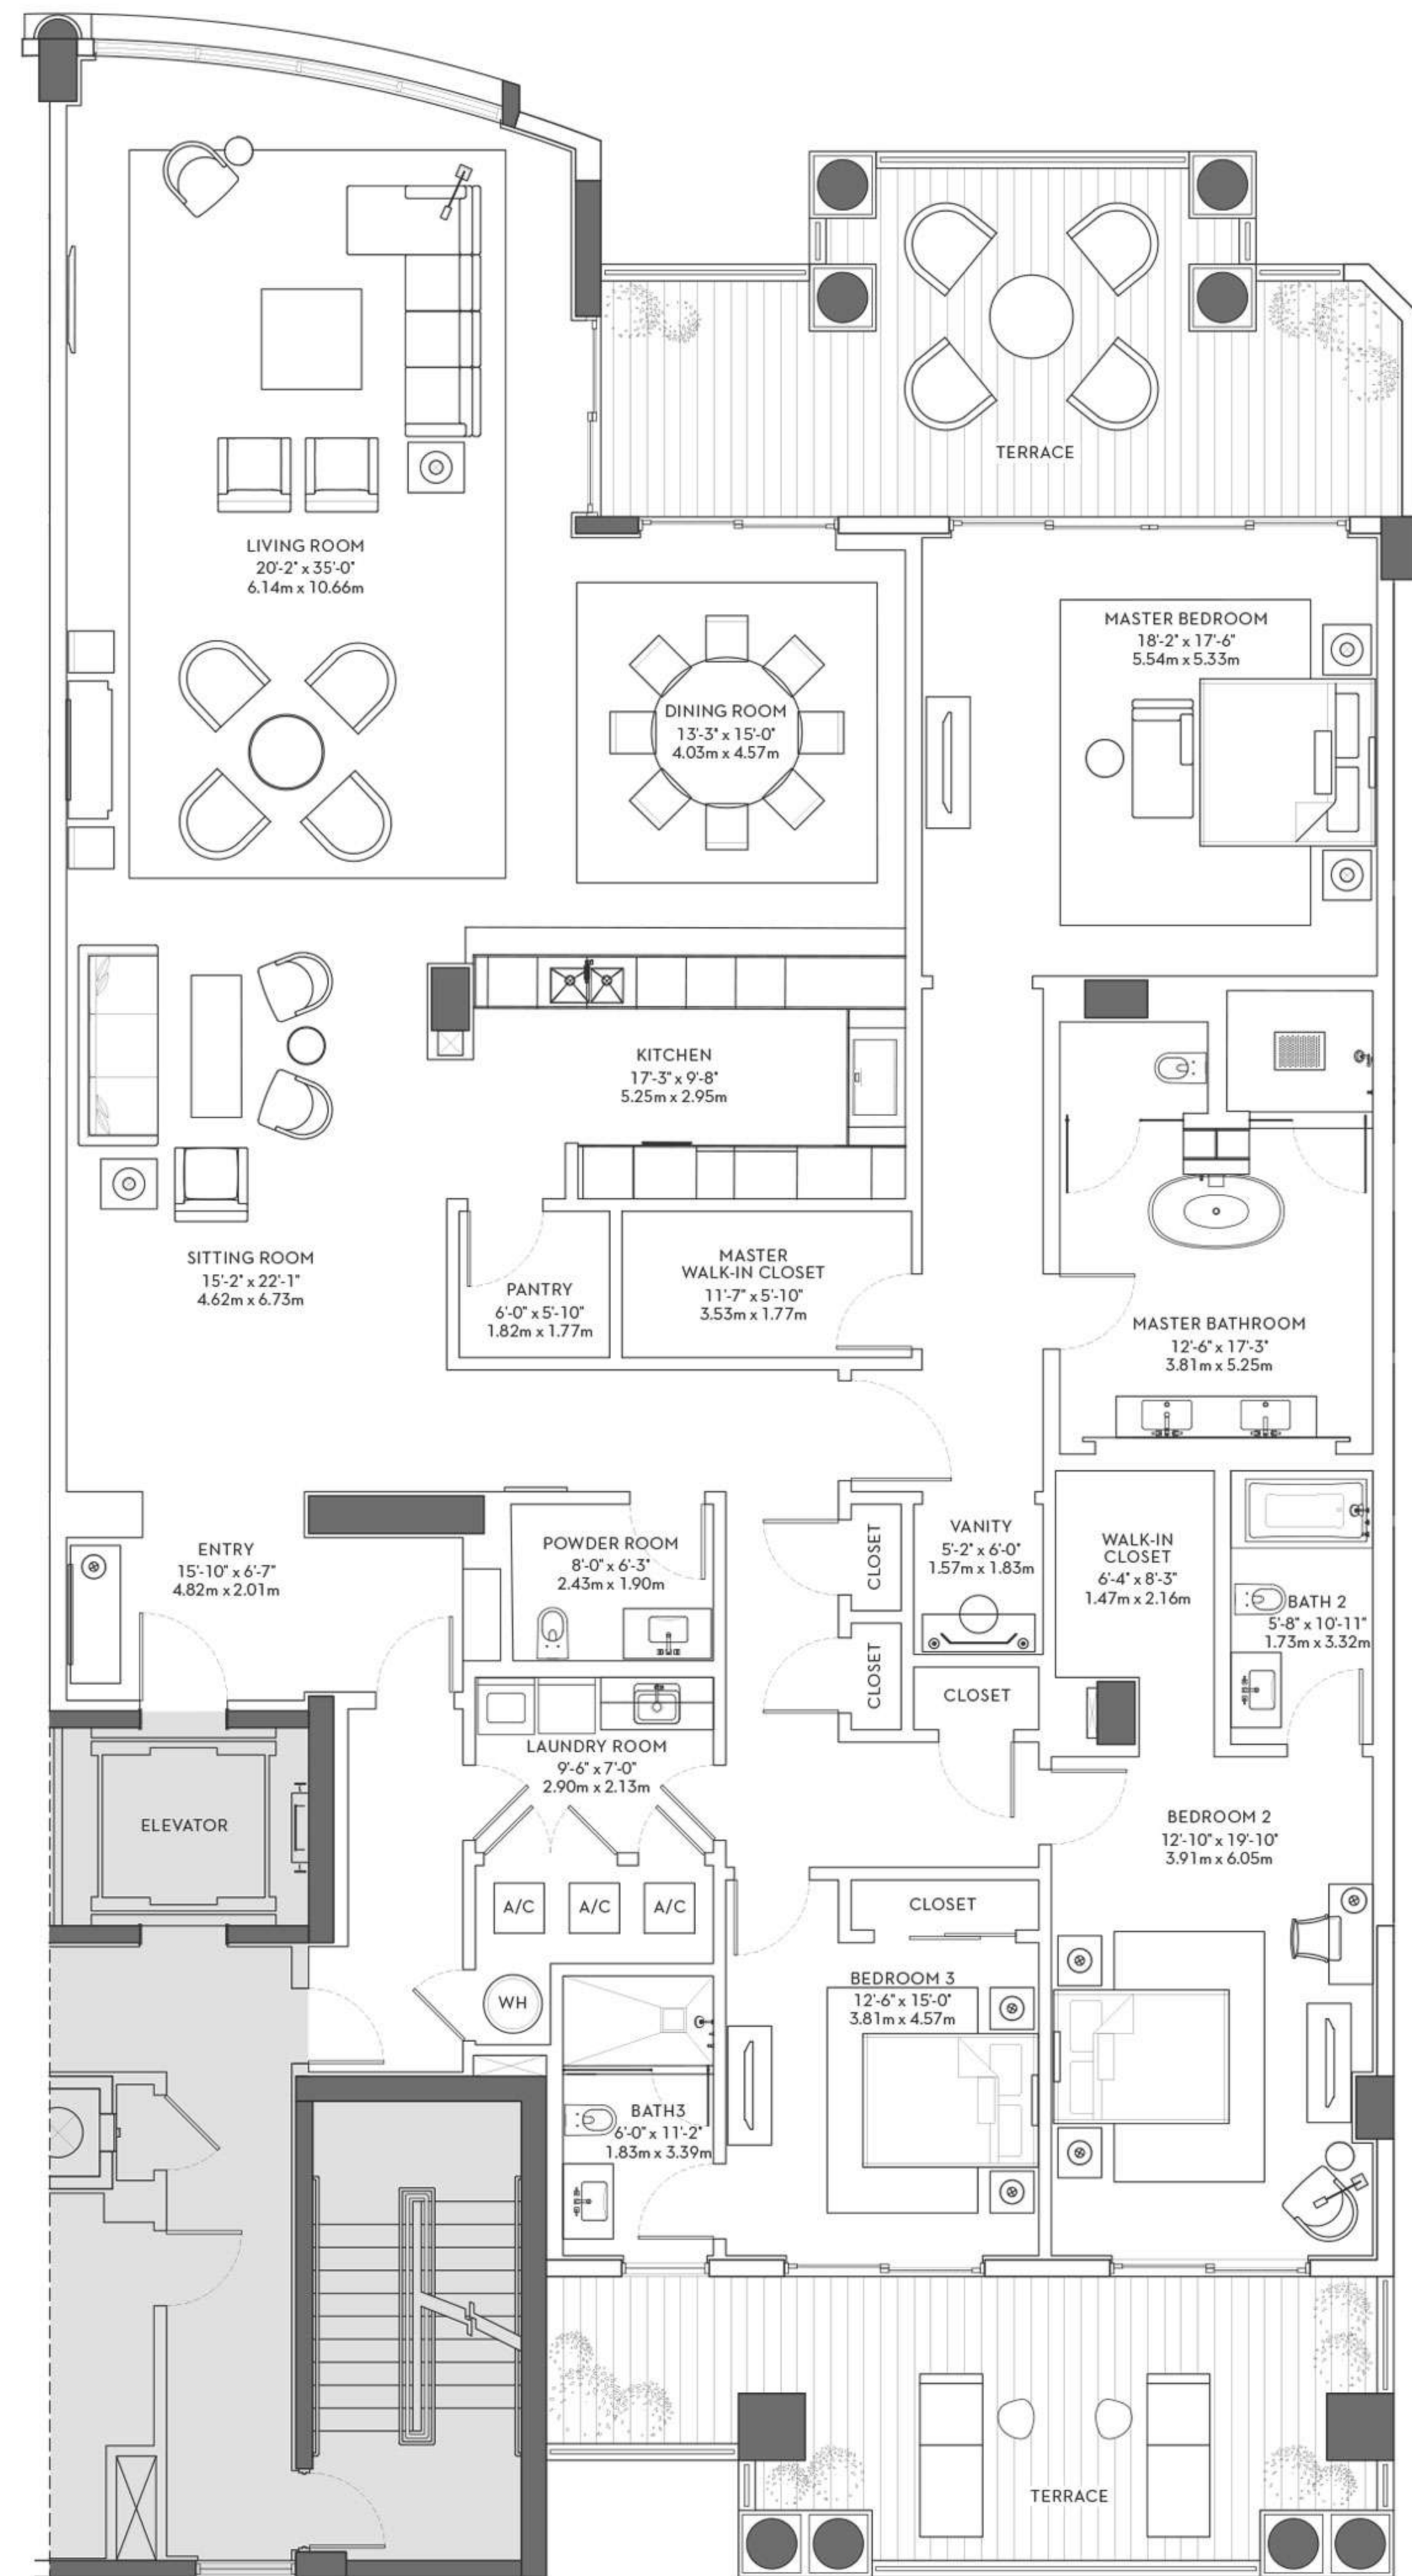 TERRACE
LIVING ROOM
20'-2" x 35'-0"
6.14m x 10.66m
MASTER BEDROOM
18'-2" x 17'-6"
5.54m x 5.33m
DINING ROOM
13'-3" x 15'-0"
4.03m x 4.57m
KITCHEN
17'-3" x 9'-8"
5.25m x 2.95m
SITTING ROOM
15'-2" x 22'-1"
4.62m x 6.73m
PANTRY
6'-0" x 5'-10"
1.82m x 1.77m
MASTER
WALK-IN CLOSET
11'-7" x 5'-10"
3.53m x 1.77m
MASTER BATHROOM
12'-6" x 17'-3"
3.81m x 5.25m
ENTRY
15'-10" x 6'-7"
4.82m x 2.01m
POWDER ROOM
8'-0" x 6'-3"
2.43m x 1.90m
CLOSET
CLOSET
VANITY
5'-2" x 6'-0"
1.57m x 1.83m
WALK-IN
CLOSET
6'-4" x 8'-3"
1.47m x 2.16m
BATH 2
5'-8" x 10'-11"
1.73m x 3.32m
CLOSET
LAUNDRY ROOM
9'-6" x 7'-0"
2.90m x 2.13m
ELEVATOR
BEDROOM 2
12'-10" x 19'-10"
3.91m x 6.05m
A/C
A/C
A/C
CLOSET
WH
BEDROOM 3
12'-6" x 15'-0"
3.81m x 4.57m
BATH3
6'-0" x 11'-2"
1.83m x 3.39m
TERRACE